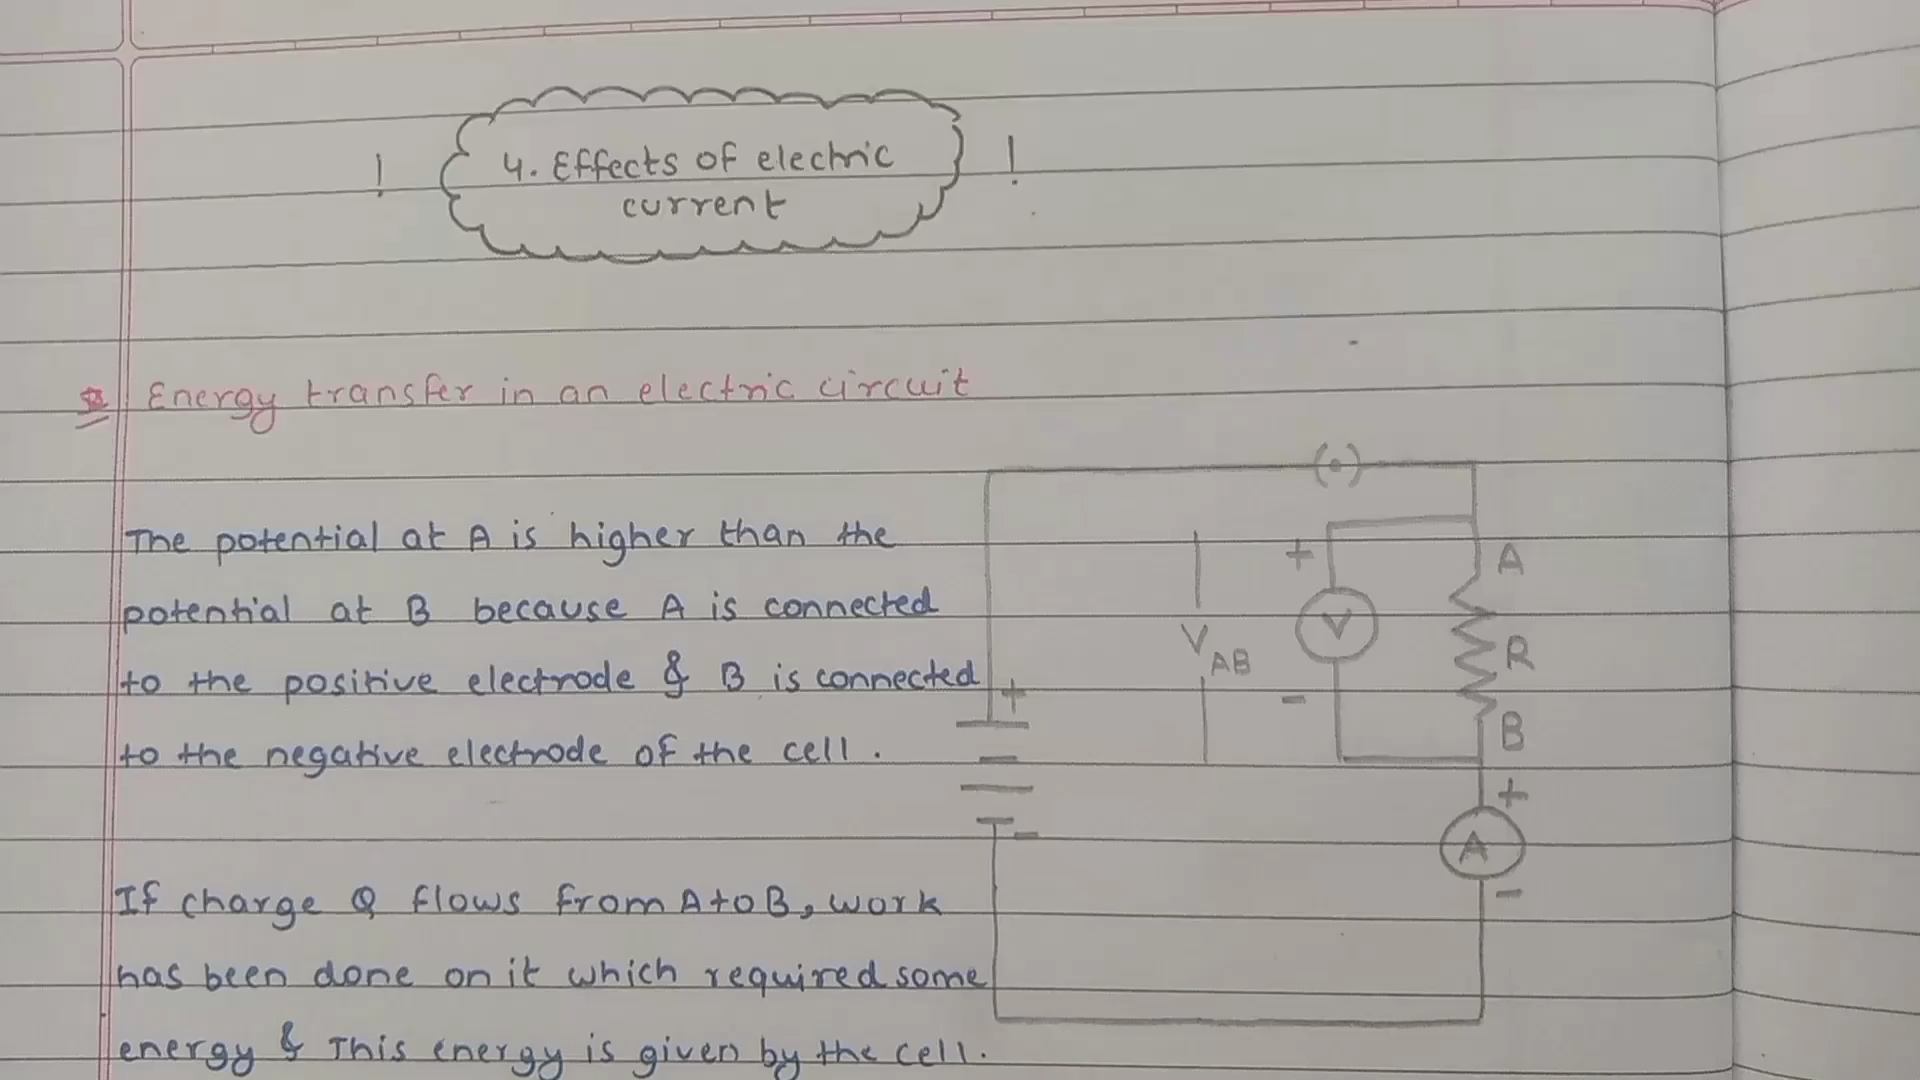 ! 4. Effects of electric !
current
Energy transfer in an electric circuit
The potential at A is higher than the
potential at B because A is connected
to the positive electrode & B is connected
to the negative electrode of the cell.
If charge Q flows from A to B, work
has been done on it which required some
energy & This energy is given by the cell.
(•)
+ A
V
VAB
R
+ - B
+
-
A
-